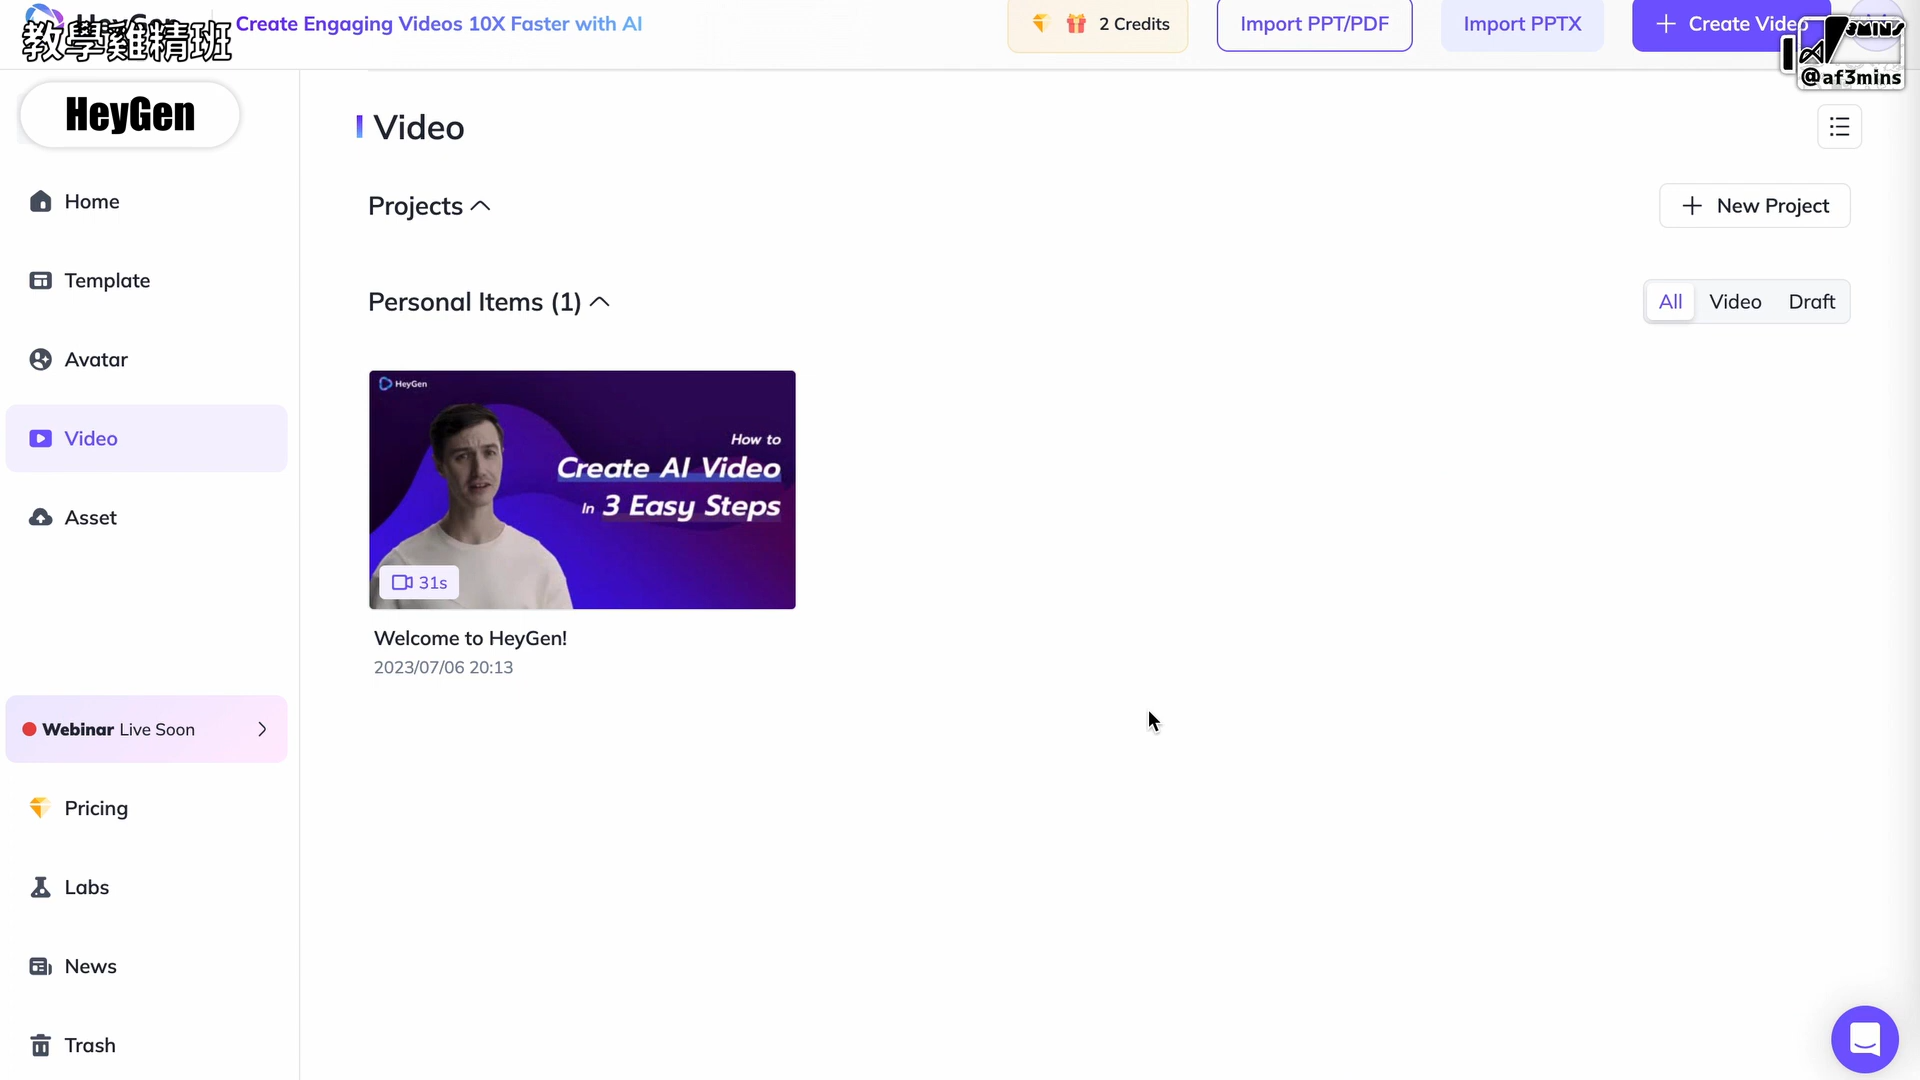 教學雞精班
Create Engaging Videos 10X Faster with AI
2 Credits
Import PPT/PDF
Import PPTX
Create Video
3MINS
@af3mins
HeyGen
Home
Template
Avatar
Video
Asset
Webinar Live Soon
Pricing
Labs
News
Trash
Video
Projects
New Project
Personal Items (1)
All
Video
Draft
HeyGen
How to
Create AI Video
In 3 Easy Steps
31s
Welcome to HeyGen!
2023/07/06 20:13